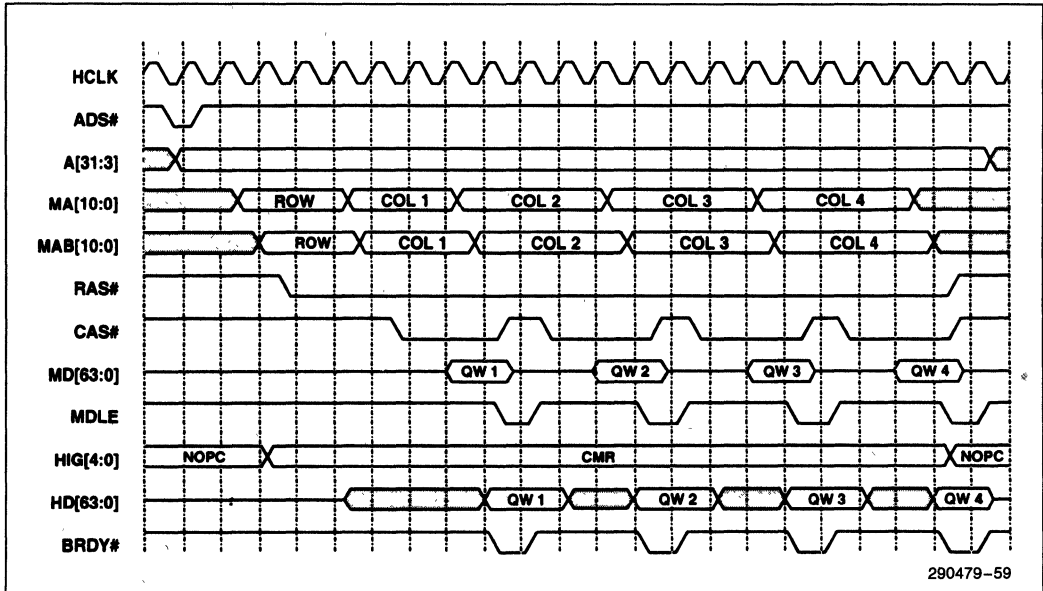 HCLK
ADS#
A[31:3]
MA[10:0] ROW COL 1 COL 2 COL 3 COL 4
MAB[10:0] ROW COL 1 COL 2 COL 3 COL 4
RAS#
CAS#
MD[63:0] QW 1 QW 2 QW 3 QW 4
MDLE
HIG[4:0] NOPC CMR NOPC
HD[63:0] QW 1 QW 2 QW 3 QW 4
BRDY#
290479–59